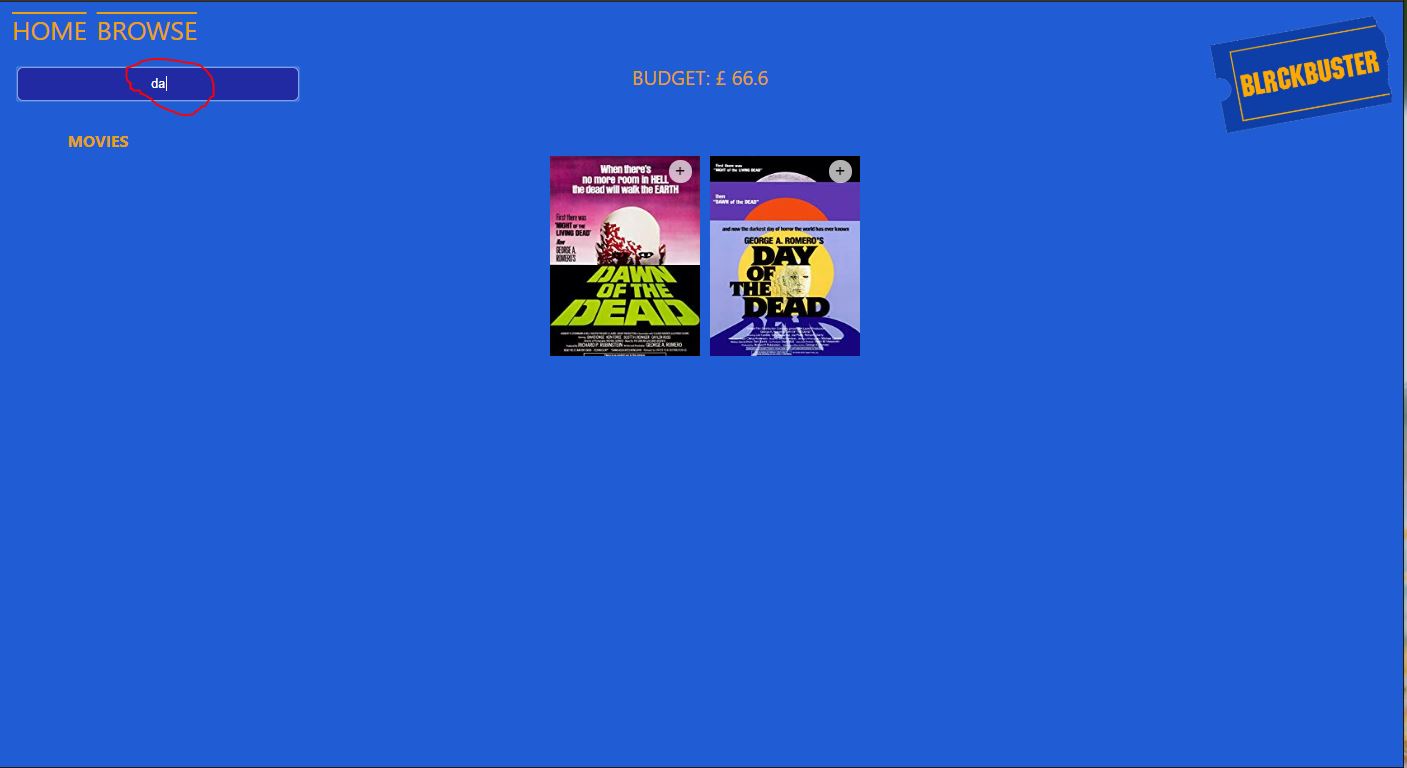 HOME BROWSE
da
BUDGET: £ 66.6
BLRCKBUSTER
MOVIES
+
When there's
no more room in HELL
the dead will walk the EARTH
First there was
'NIGHT OF THE
LIVING DEAD'
Now
GEORGE A.
ROMERO'S
DAWN
OF THE
DEAD
+
First there was
"NIGHT OF THE LIVING DEAD"
then
"DAWN OF THE DEAD"
and now the darkest day of horror the world has ever known
GEORGE A. ROMERO'S
DAY
OF
THE
DEAD